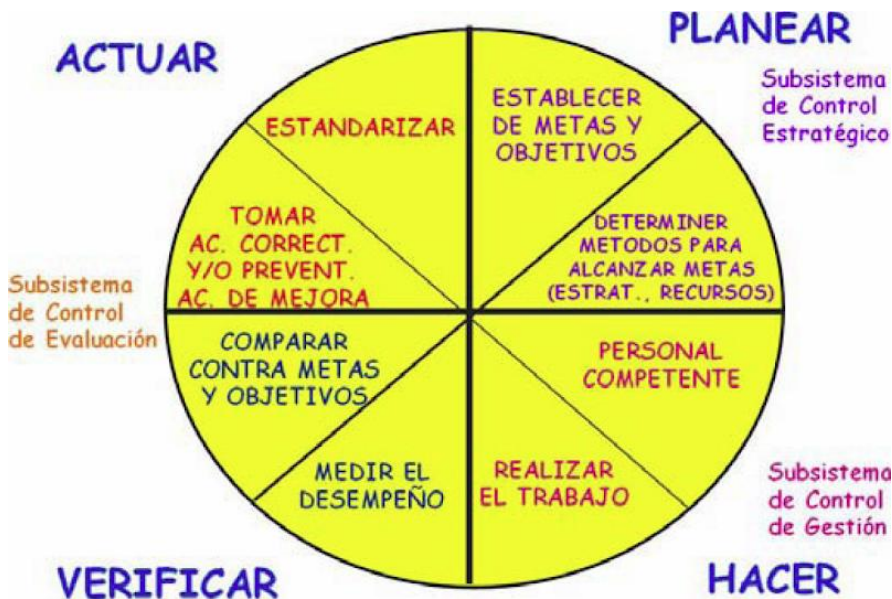 ACTUAR
PLANEAR
Subsistema
de Control
Estratégico
ESTANDARIZAR
ESTABLECER
DE METAS Y
OBJETIVOS
TOMAR
AC. CORRECT.
Y/O PREVENT.
AC. DE MEJORA
DETERMINER
METODOS PARA
ALCANZAR METAS
(ESTRAT., RECURSOS)
Subsistema
de Control
de Evaluación
COMPARAR
CONTRA METAS
Y OBJETIVOS
PERSONAL
COMPETENTE
MEDIR EL
DESEMPEÑO
REALIZAR
EL TRABAJO
Subsistema
de Control
de Gestión
VERIFICAR
HACER